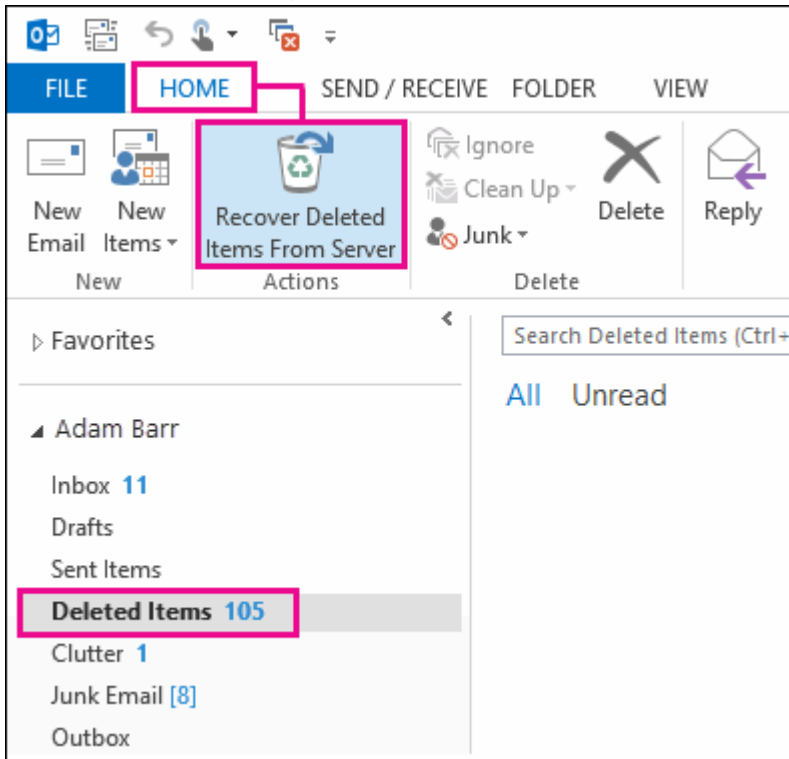 FILE HOME SEND / RECEIVE FOLDER VIEW
New Email
New Items
Recover Deleted
Items From Server
Ignore
Clean Up
Junk
Delete
Reply
New Actions Delete
Favorites
Search Deleted Items (Ctrl+
All Unread
Adam Barr
Inbox 11
Drafts
Sent Items
Deleted Items 105
Clutter 1
Junk Email [8]
Outbox